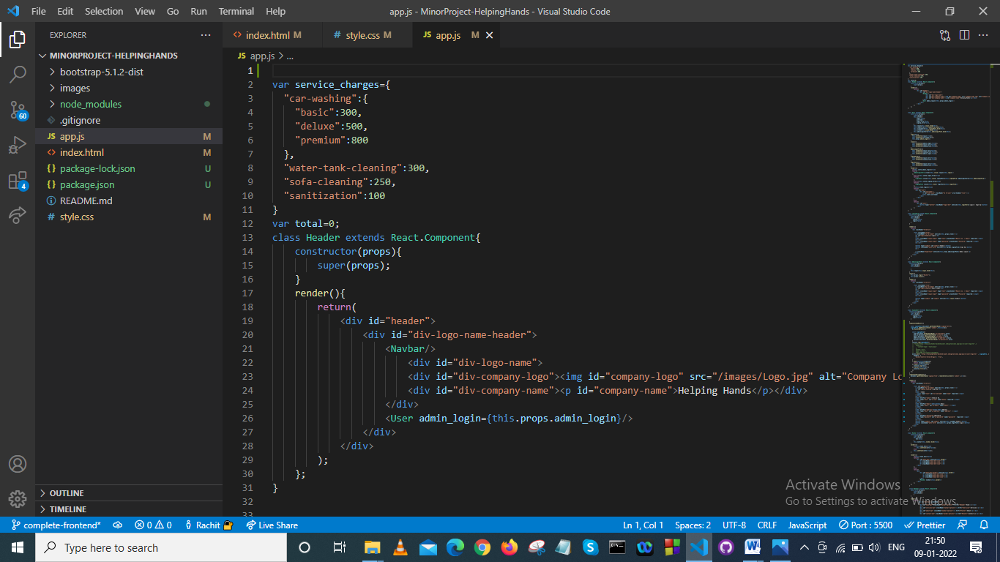 File Edit Selection View Go Run Terminal Help app.js - MinorProject-HelpingHands - Visual Studio Code
EXPLORER
index.html M style.css M JS app.js M
MINORPROJECT-HELPINGHANDS
JS app.js > ...
bootstrap-5.1.2-dist
images
node_modules
.gitignore
JS app.js M
index.html M
{} package-lock.json U
{} package.json U
README.md
# style.css M
60
4
1
2 var service_charges={
3 "car-washing":{
4 "basic":300,
5 "deluxe":500,
6 "premium":800
7 },
8 "water-tank-cleaning":300,
9 "sofa-cleaning":250,
10 "sanitization":100
11 }
12 var total=0;
13 class Header extends React.Component{
14 constructor(props){
15 super(props);
16 }
17 render(){
18 return(
19 <div id="header">
20 <div id="div-logo-name-header">
21 <Navbar/>
22 <div id="div-logo-name">
23 <div id="div-company-logo"><img id="company-logo" src="/images/Logo.jpg" alt="Company Lo
24 <div id="div-company-name"><p id="company-name">Helping Hands</p></div>
25 </div>
26 <User admin_login={this.props.admin_login}/>
27 </div>
28 </div>
29 );
30 };
31 }
32
33
OUTLINE
TIMELINE
Activate Windows
Go to Settings to activate Windows.
complete-frontend* 0 0 Rachit Live Share Ln 1, Col 1 Spaces: 2 UTF-8 CRLF JavaScript Port : 5500 Prettier
Type here to search
ENG
21:50
09-01-2022